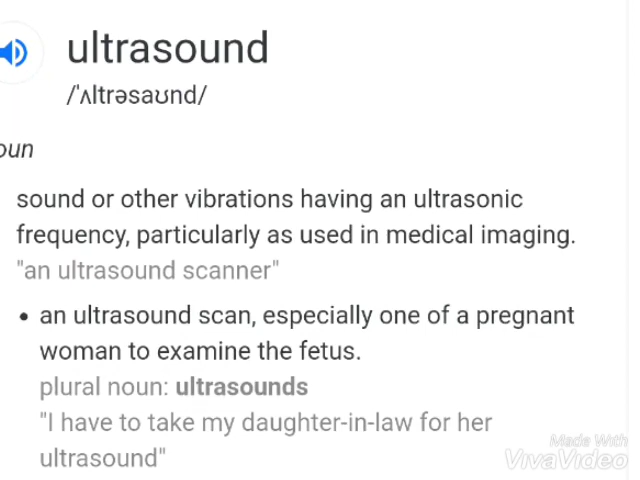 ultrasound
/ˈʌltrəsaʊnd/
oun
sound or other vibrations having an ultrasonic
frequency, particularly as used in medical imaging.
"an ultrasound scanner"
• an ultrasound scan, especially one of a pregnant
woman to examine the fetus.
plural noun: ultrasounds
"I have to take my daughter-in-law for her
ultrasound"
Made With
VivaVideo